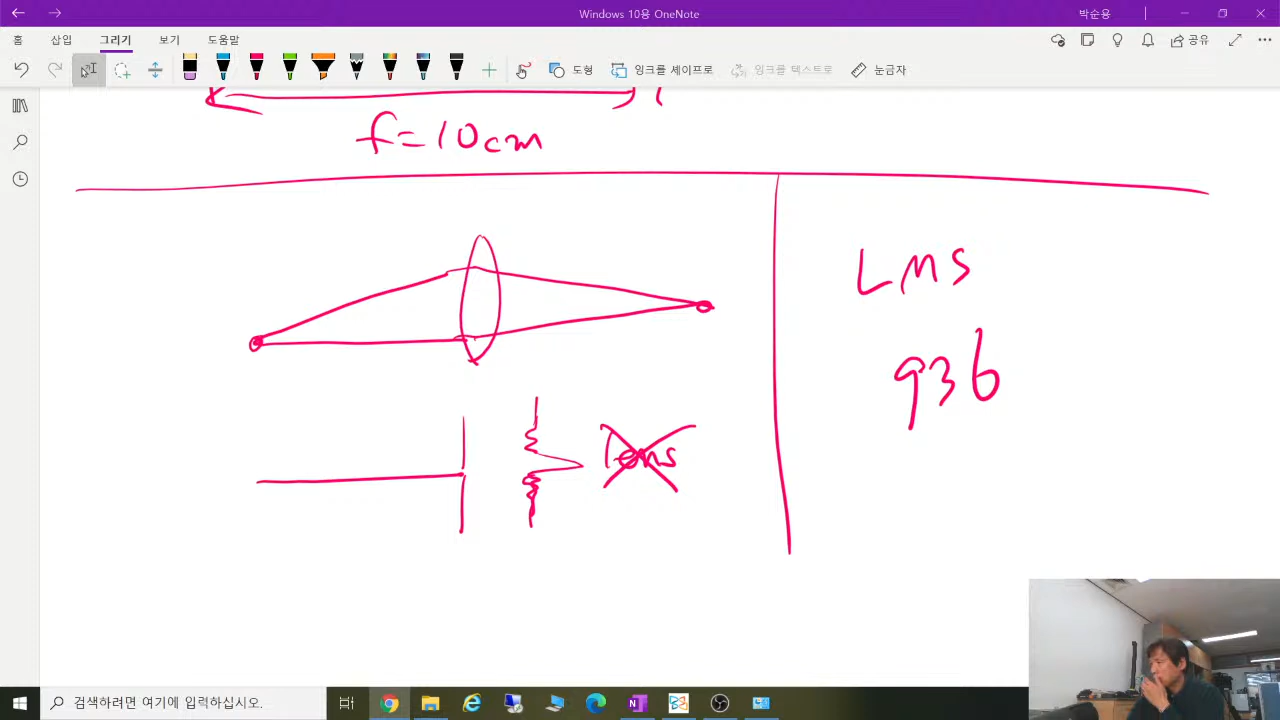 Windows 10용 OneNote
박순용
홈 삽입 그리기 보기 도움말
공유
도형 잉크를 셰이프로 잉크를 텍스트로 눈금자
f=10cm
LMS
936
lens
검색하려면 여기에 입력하십시오.